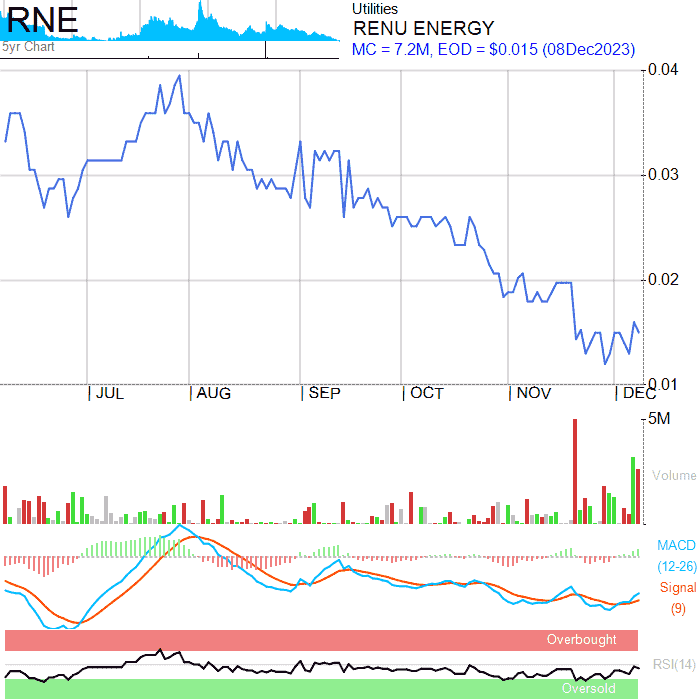 RNE
5yr Chart
Utilities
RENU ENERGY
MC = 7.2M, EOD = $0.015 (08Dec2023)
0.04
0.03
0.02
0.01
JUL AUG SEP OCT NOV DEC
5M
Volume
MACD
(12-26)
Signal
(9)
Overbought
RSI(14)
Oversold